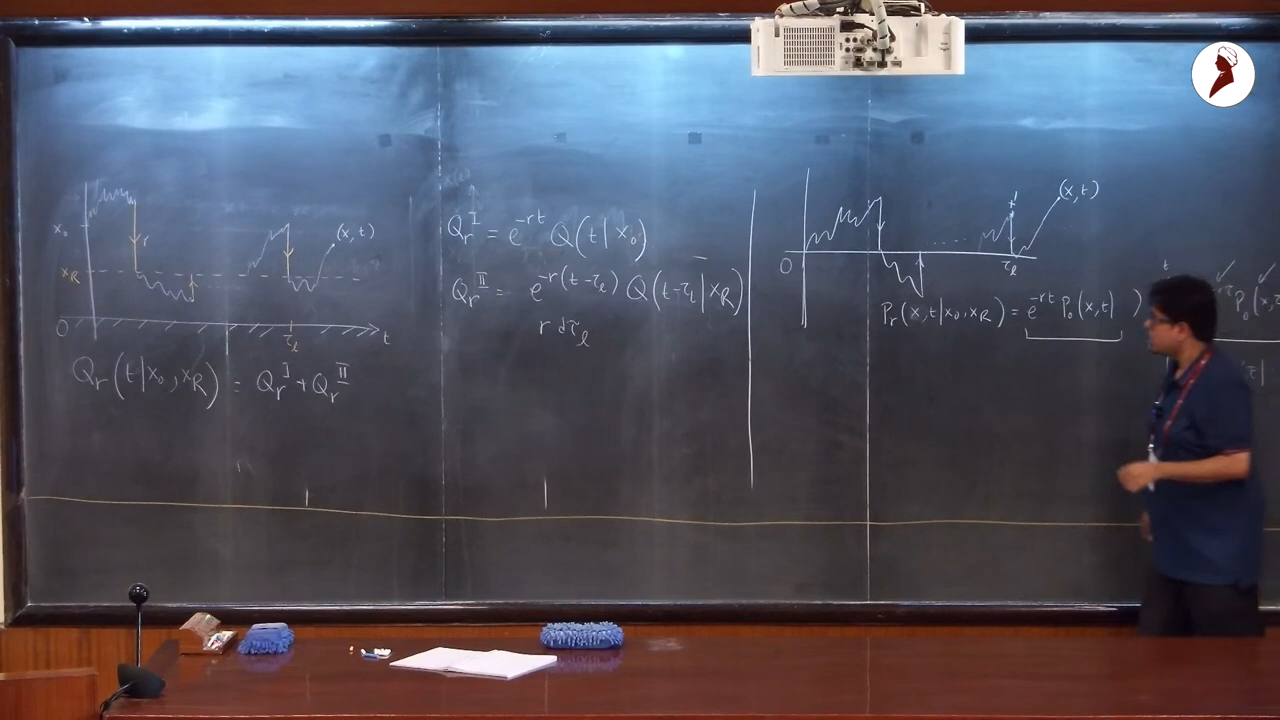 x₀
r
(x, t)
x_R
0
τ_l
t
Q_r(t|x₀, x_R) = Q_r^I + Q_r^II
Q_r^I = e^{-rt} Q(t|x₀)
Q_r^II = e^{-r(t-τ_l)} Q(t-τ_l|x_R)
r dτ_l
(x, t)
0
τ_l
P_r(x, t|x₀, x_R) = e^{-rt} P₀(x, t|